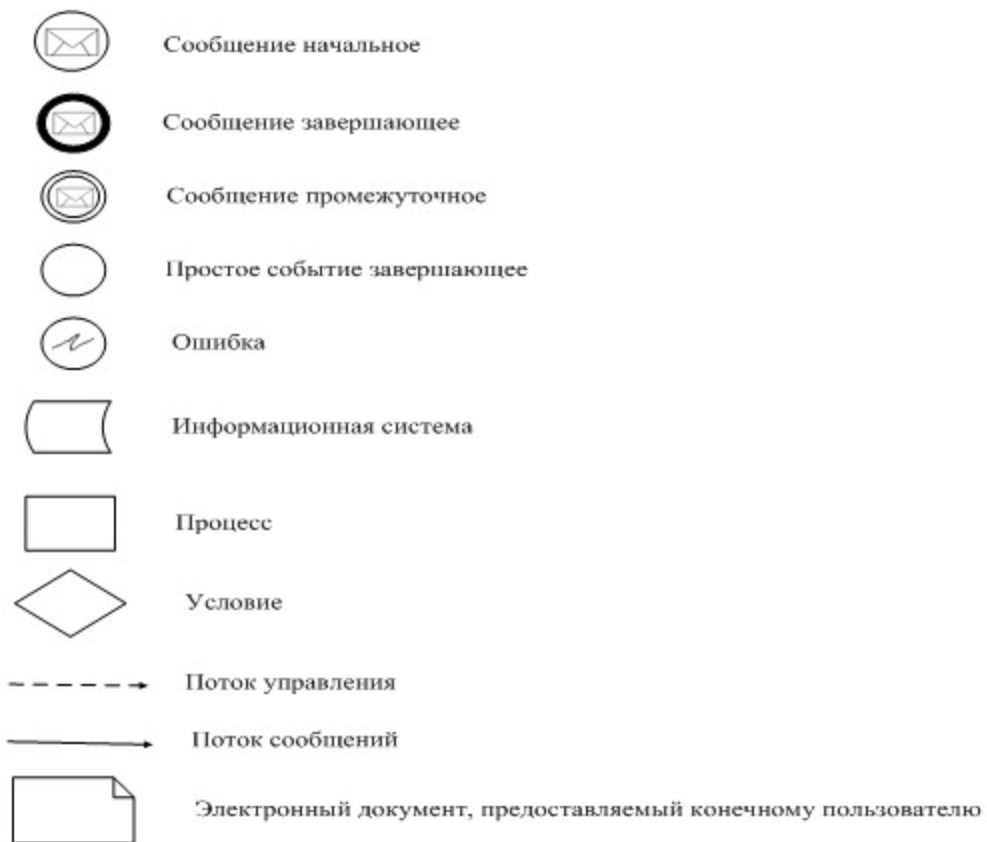 Сообщение начальное
Сообщение завершающее
Сообщение промежуточное
Простое событие завершающее
Ошибка
Информационная система
Процесс
Условие
Поток управления
Поток сообщений
Электронный документ, предоставляемый конечному пользователю